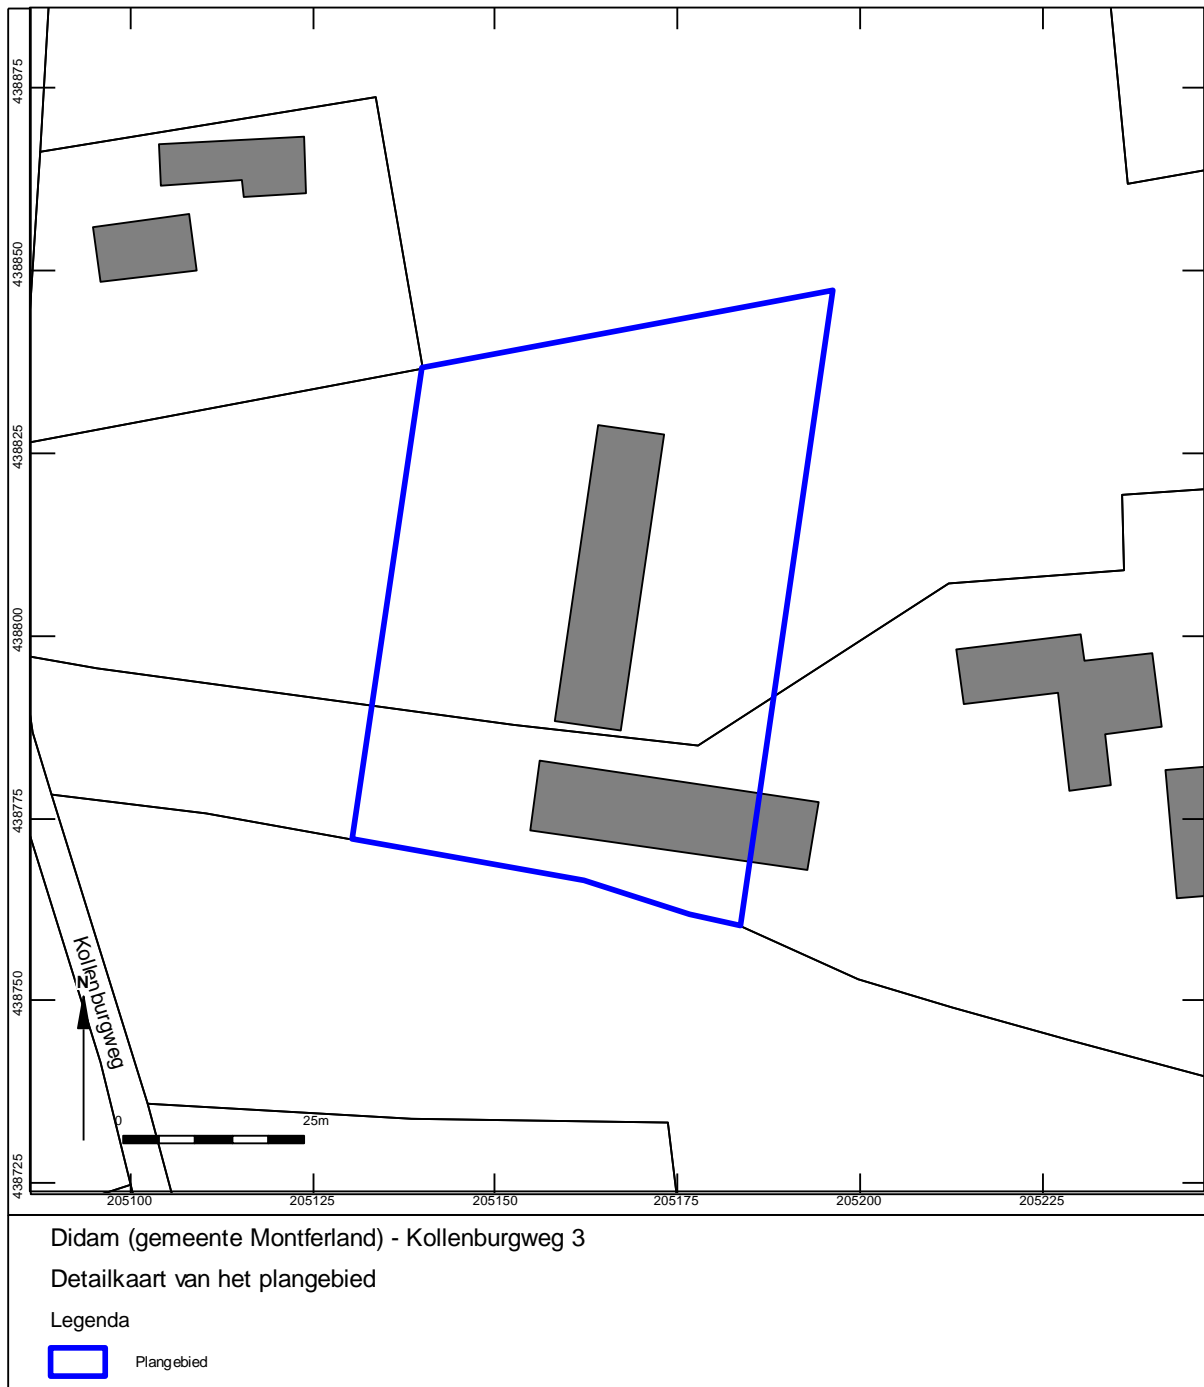 438875
438850
438825
438800
438775
438750
438725
Kollenburgweg
N
0 25m
205100 205125 205150 205175 205200 205225
Didam (gemeente Montferland) - Kollenburgweg 3
Detailkaart van het plangebied
Legenda
Plangebied